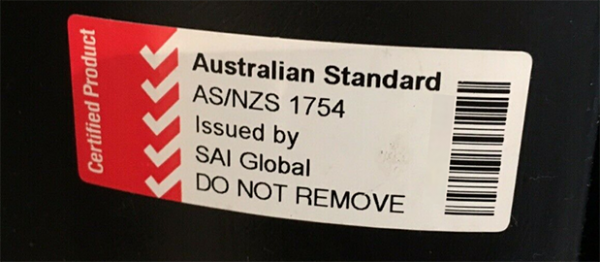 Certified Product
Australian Standard
AS/NZS 1754
Issued by
SAI Global
DO NOT REMOVE